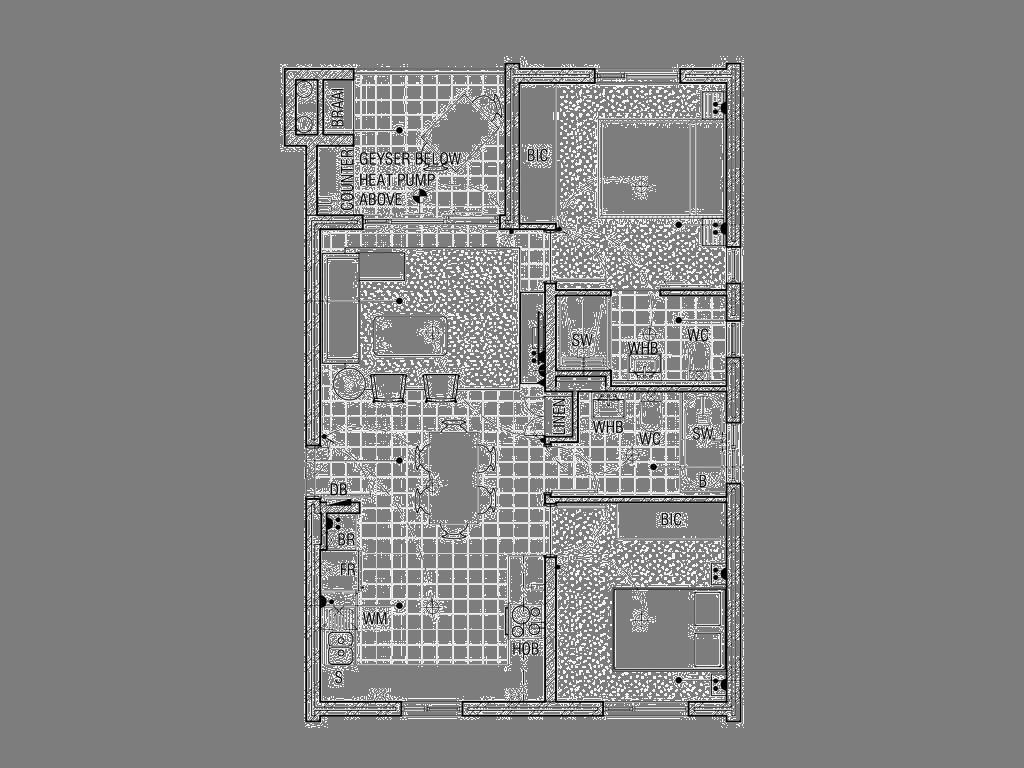 BRAAI
COUNTER
GEYSER BELOW
HEAT PUMP
ABOVE
BIC
SW
WHB
WC
LINEN
WHB
WC
SW
B
DB
BR
FR
WM
S
HOB
BIC